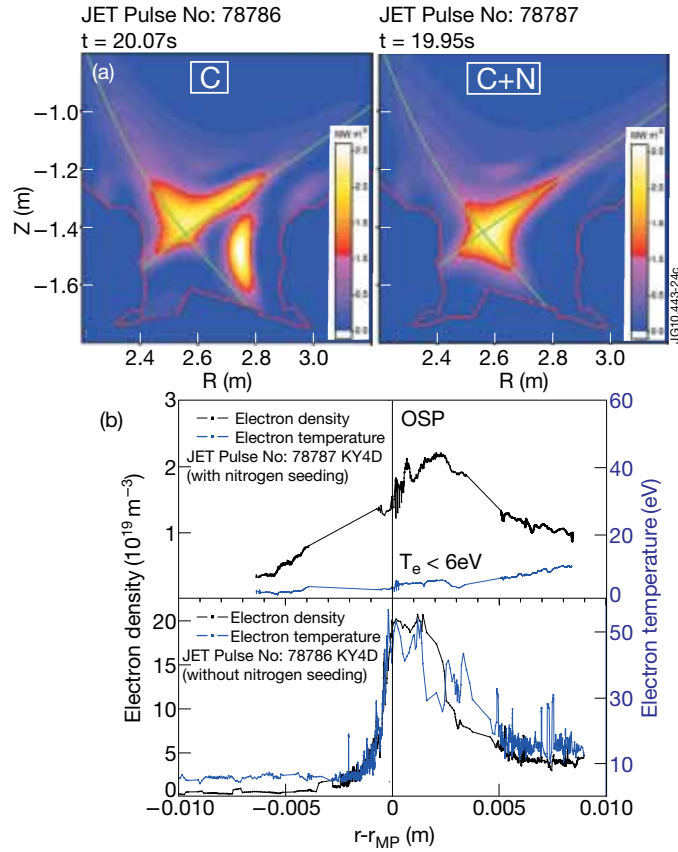 JET Pulse No: 78786
t = 20.07s
JET Pulse No: 78787
t = 19.95s
(a)
C
C+N
−1.0
−1.2
−1.4
−1.6
Z (m)
2.4 2.6 2.8 3.0
R (m)
2.4 2.6 2.8 3.0
R (m)
JG10.443-24c
(b)
3
2
1
60
40
20
0
Electron density
Electron temperature
JET Pulse No: 78787 KY4D
(with nitrogen seeding)
OSP
Te < 6eV
Electron density (10¹⁹ m⁻³)
Electron temperature (eV)
20
15
10
5
0
50
30
10
Electron density
Electron temperature
JET Pulse No: 78786 KY4D
(without nitrogen seeding)
−0.010 −0.005 0 0.005 0.010
r-rMP (m)